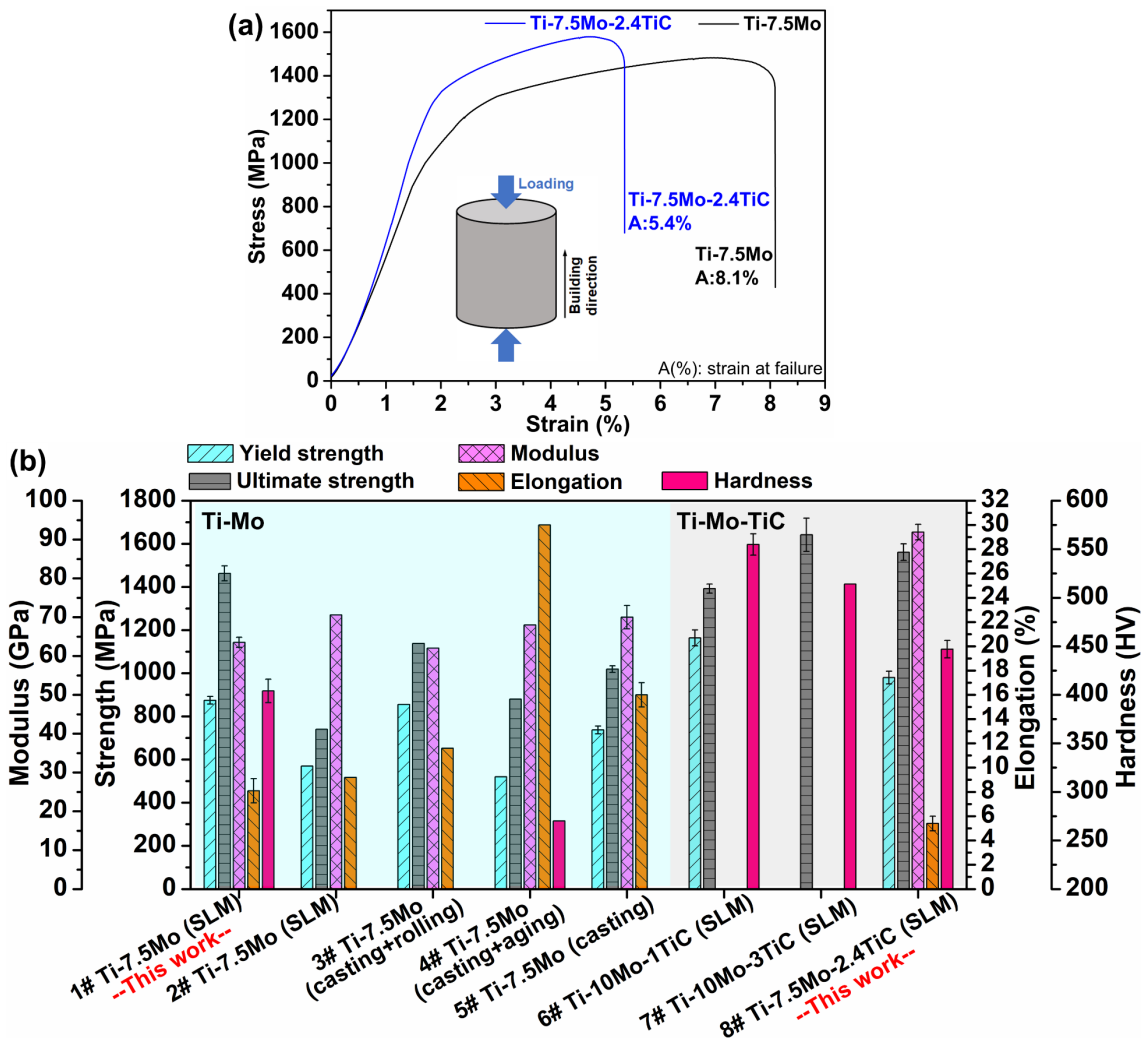 (a)
Ti-7.5Mo-2.4TiC
Ti-7.5Mo
Stress (MPa)
1600
1400
1200
1000
800
600
400
200
0
Loading
Building
direction
Ti-7.5Mo-2.4TiC
A:5.4%
Ti-7.5Mo
A:8.1%
A(%): strain at failure
0 1 2 3 4 5 6 7 8 9
Strain (%)
(b)
Yield strength
Modulus
Ultimate strength
Elongation
Hardness
Ti-Mo
Ti-Mo-TiC
Modulus (GPa)
100
90
80
70
60
50
40
30
20
10
0
Strength (MPa)
1800
1600
1400
1200
1000
800
600
400
200
0
Elongation (%)
32
30
28
26
24
22
20
18
16
14
12
10
8
6
4
2
0
Hardness (HV)
600
550
500
450
400
350
300
250
200
1# Ti-7.5Mo (SLM)
--This work--
2# Ti-7.5Mo (SLM)
3# Ti-7.5Mo
(casting+rolling)
4# Ti-7.5Mo
(casting+aging)
5# Ti-7.5Mo (casting)
6# Ti-10Mo-1TiC (SLM)
7# Ti-10Mo-3TiC (SLM)
8# Ti-7.5Mo-2.4TiC (SLM)
--This work--